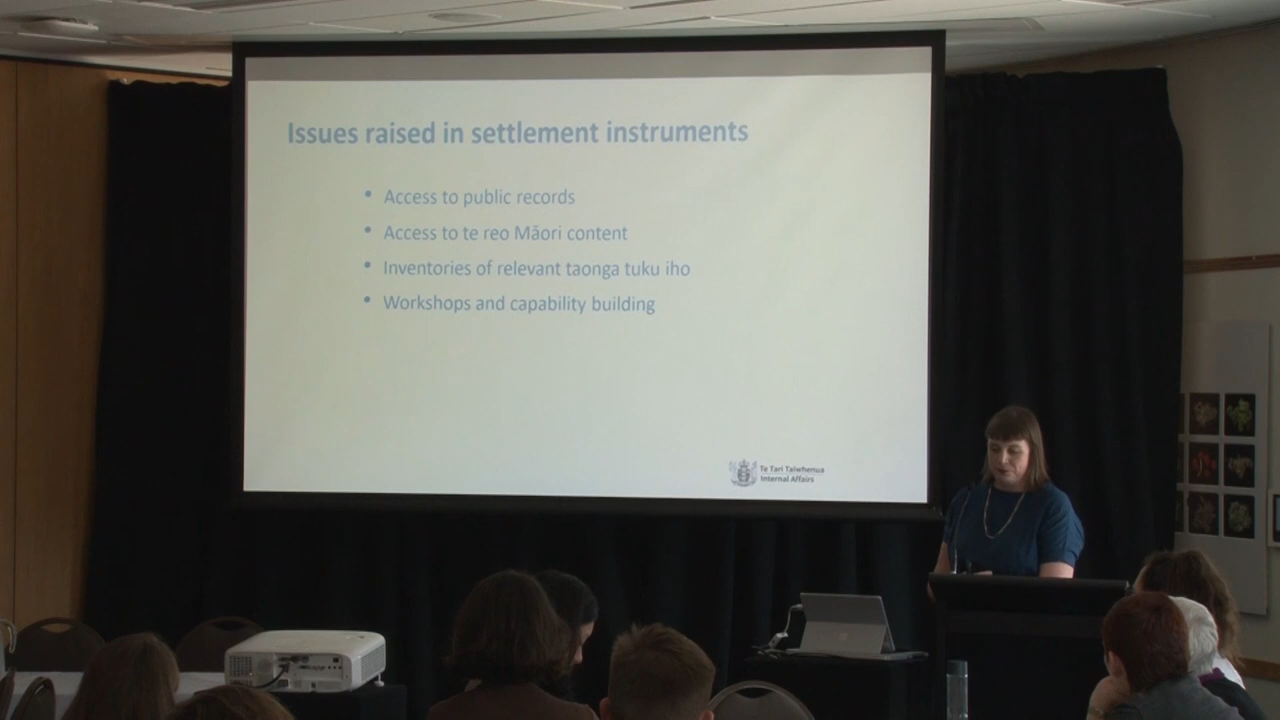 Issues raised in settlement instruments
• Access to public records
• Access to te reo Māori content
• Inventories of relevant taonga tuku iho
• Workshops and capability building
Te Tari Taiwhenua
Internal Affairs